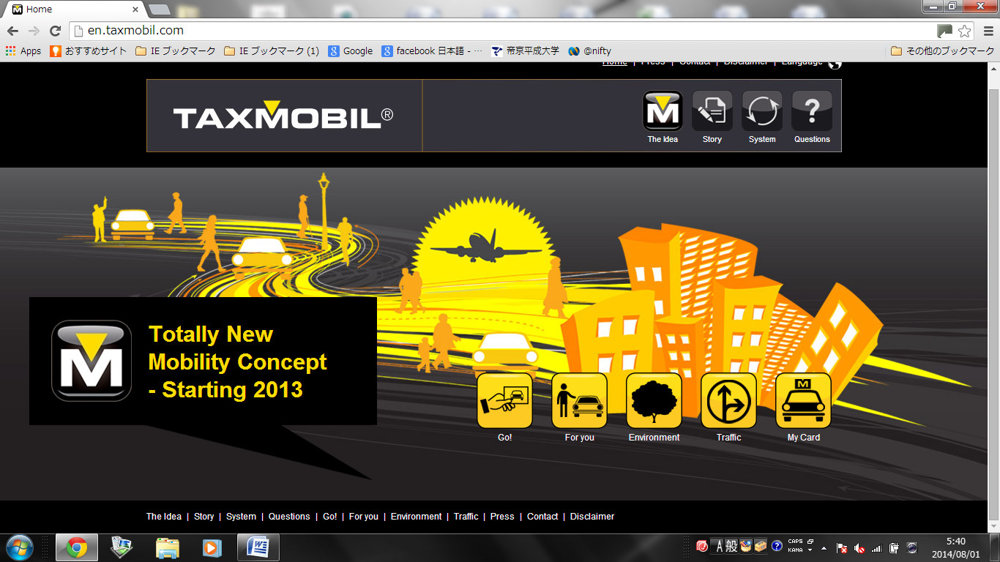 Home
en.taxmobil.com
Apps おすすめサイト IE ブックマーク IE ブックマーク (1) Google facebook 日本語 - … 帝京平成大学 @nifty その他のブックマーク
Home | Press | Contact | Disclaimer | Language
TAXMOBIL®
M ?
The Idea Story System Questions
M
Totally New
Mobility Concept
- Starting 2013
M
Go! For you Environment Traffic My Card
The Idea | Story | System | Questions | Go! | For you | Environment | Traffic | Press | Contact | Disclaimer
A 般 ? CAPS KANA
5:40
2014/08/01